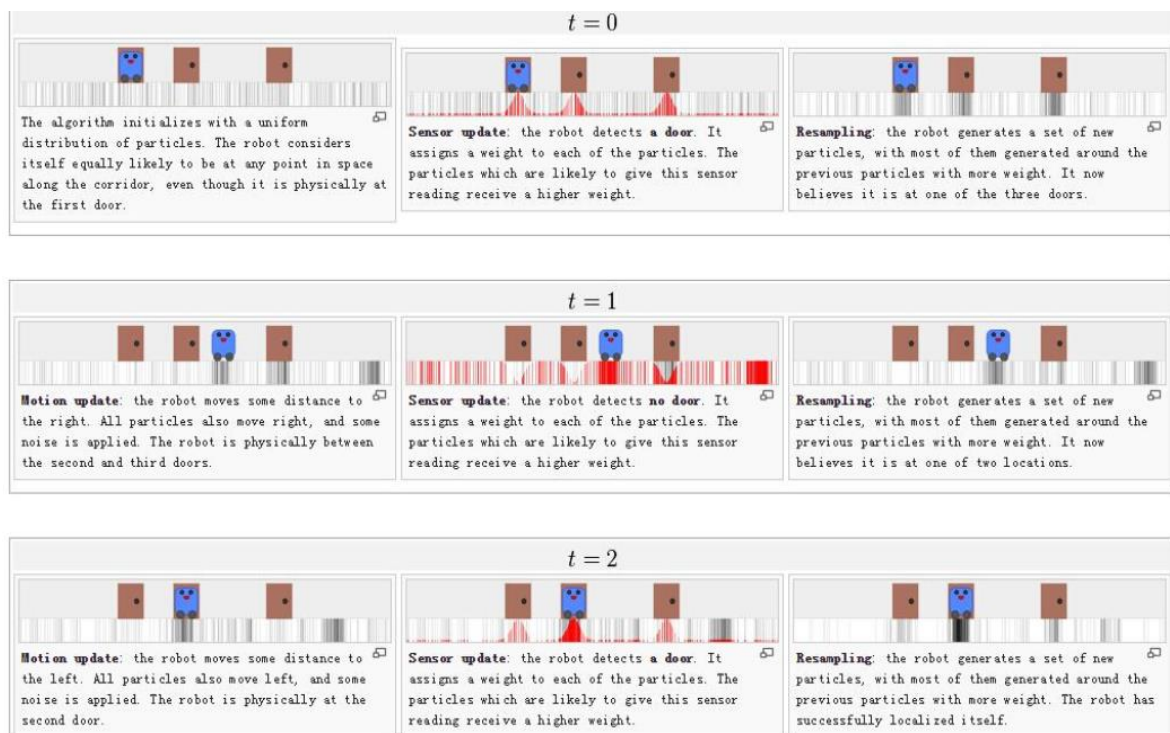 t = 0
The algorithm initializes with a uniform
distribution of particles. The robot considers
itself equally likely to be at any point in space
along the corridor, even though it is physically at
the first door.
Sensor update: the robot detects a door. It
assigns a weight to each of the particles. The
particles which are likely to give this sensor
reading receive a higher weight.
Resampling: the robot generates a set of new
particles, with most of them generated around the
previous particles with more weight. It now
believes it is at one of the three doors.
t = 1
Motion update: the robot moves some distance to
the right. All particles also move right, and some
noise is applied. The robot is physically between
the second and third doors.
Sensor update: the robot detects no door. It
assigns a weight to each of the particles. The
particles which are likely to give this sensor
reading receive a higher weight.
Resampling: the robot generates a set of new
particles, with most of them generated around the
previous particles with more weight. It now
believes it is at one of two locations.
t = 2
Motion update: the robot moves some distance to
the left. All particles also move left, and some
noise is applied. The robot is physically at the
second door.
Sensor update: the robot detects a door. It
assigns a weight to each of the particles. The
particles which are likely to give this sensor
reading receive a higher weight.
Resampling: the robot generates a set of new
particles, with most of them generated around the
previous particles with more weight. The robot has
successfully localized itself.